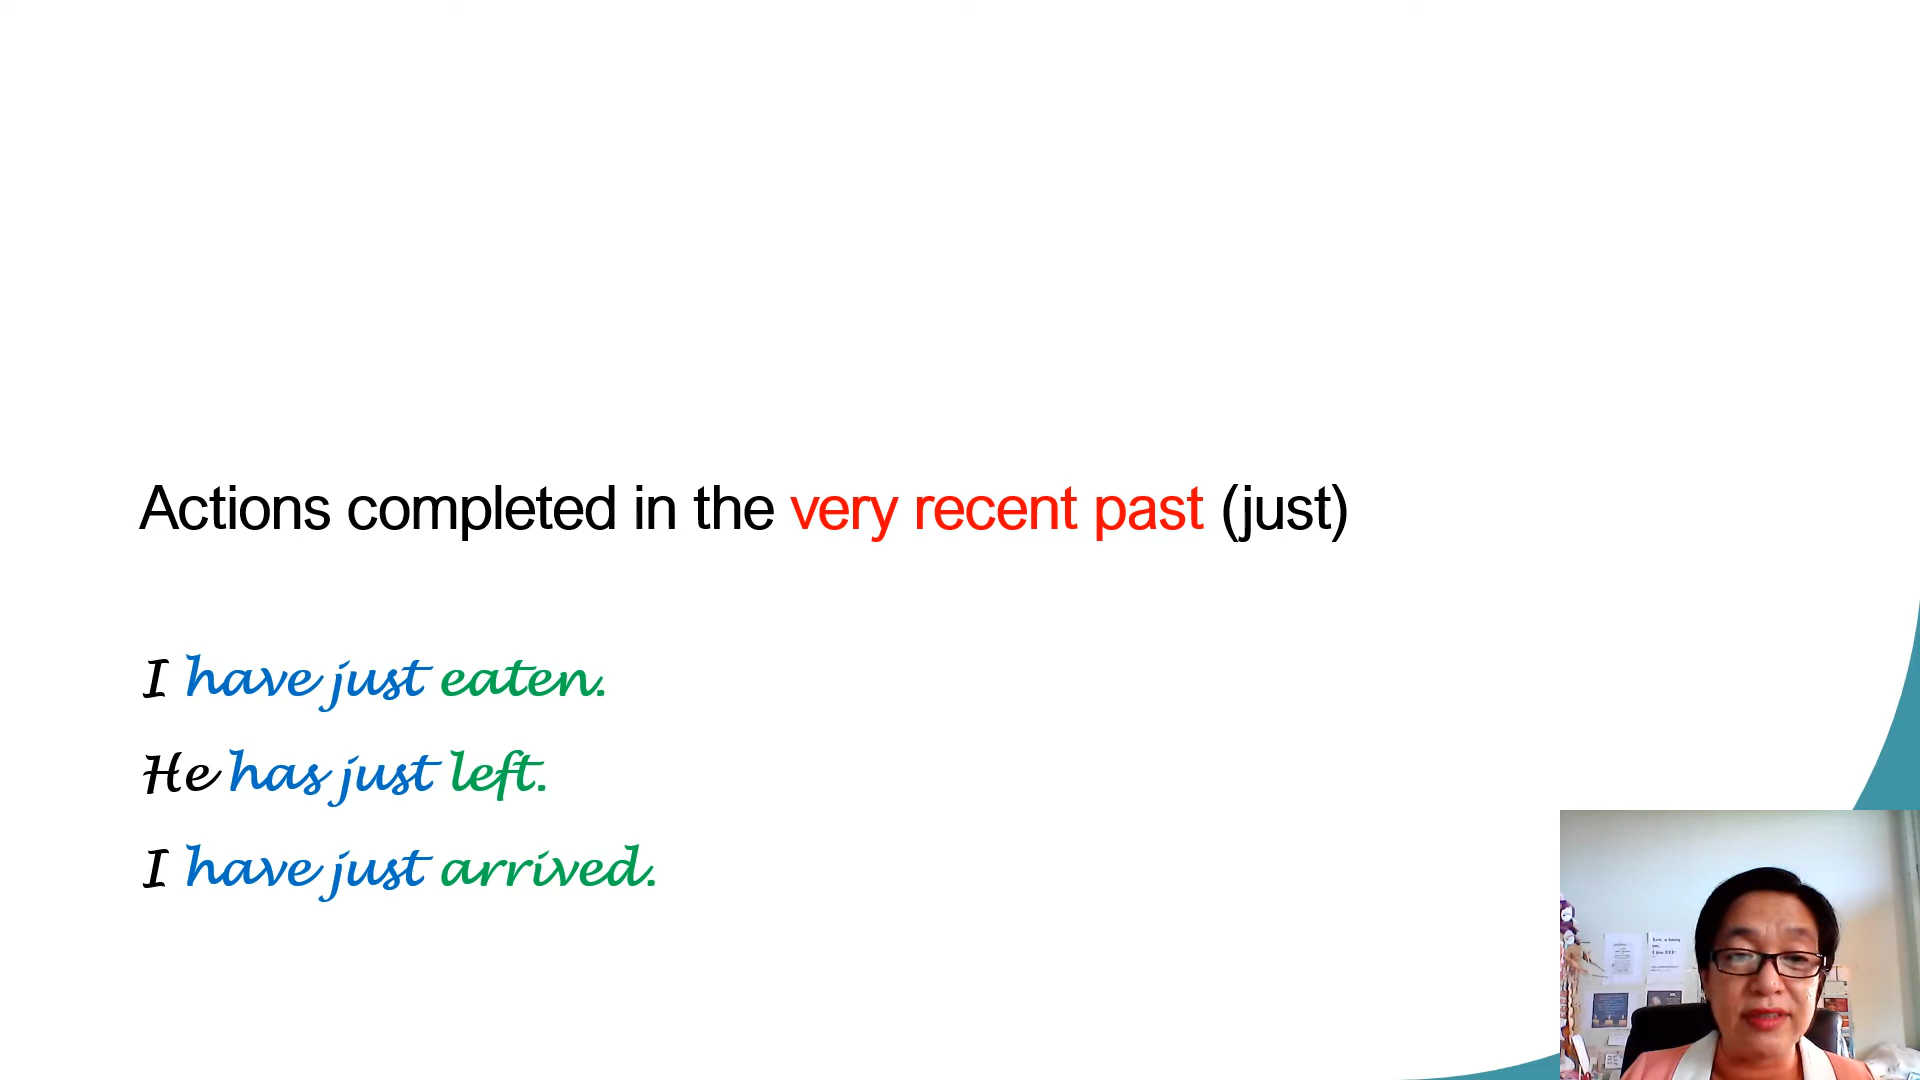 Actions completed in the very recent past (just)
I have just eaten.
He has just left.
I have just arrived.